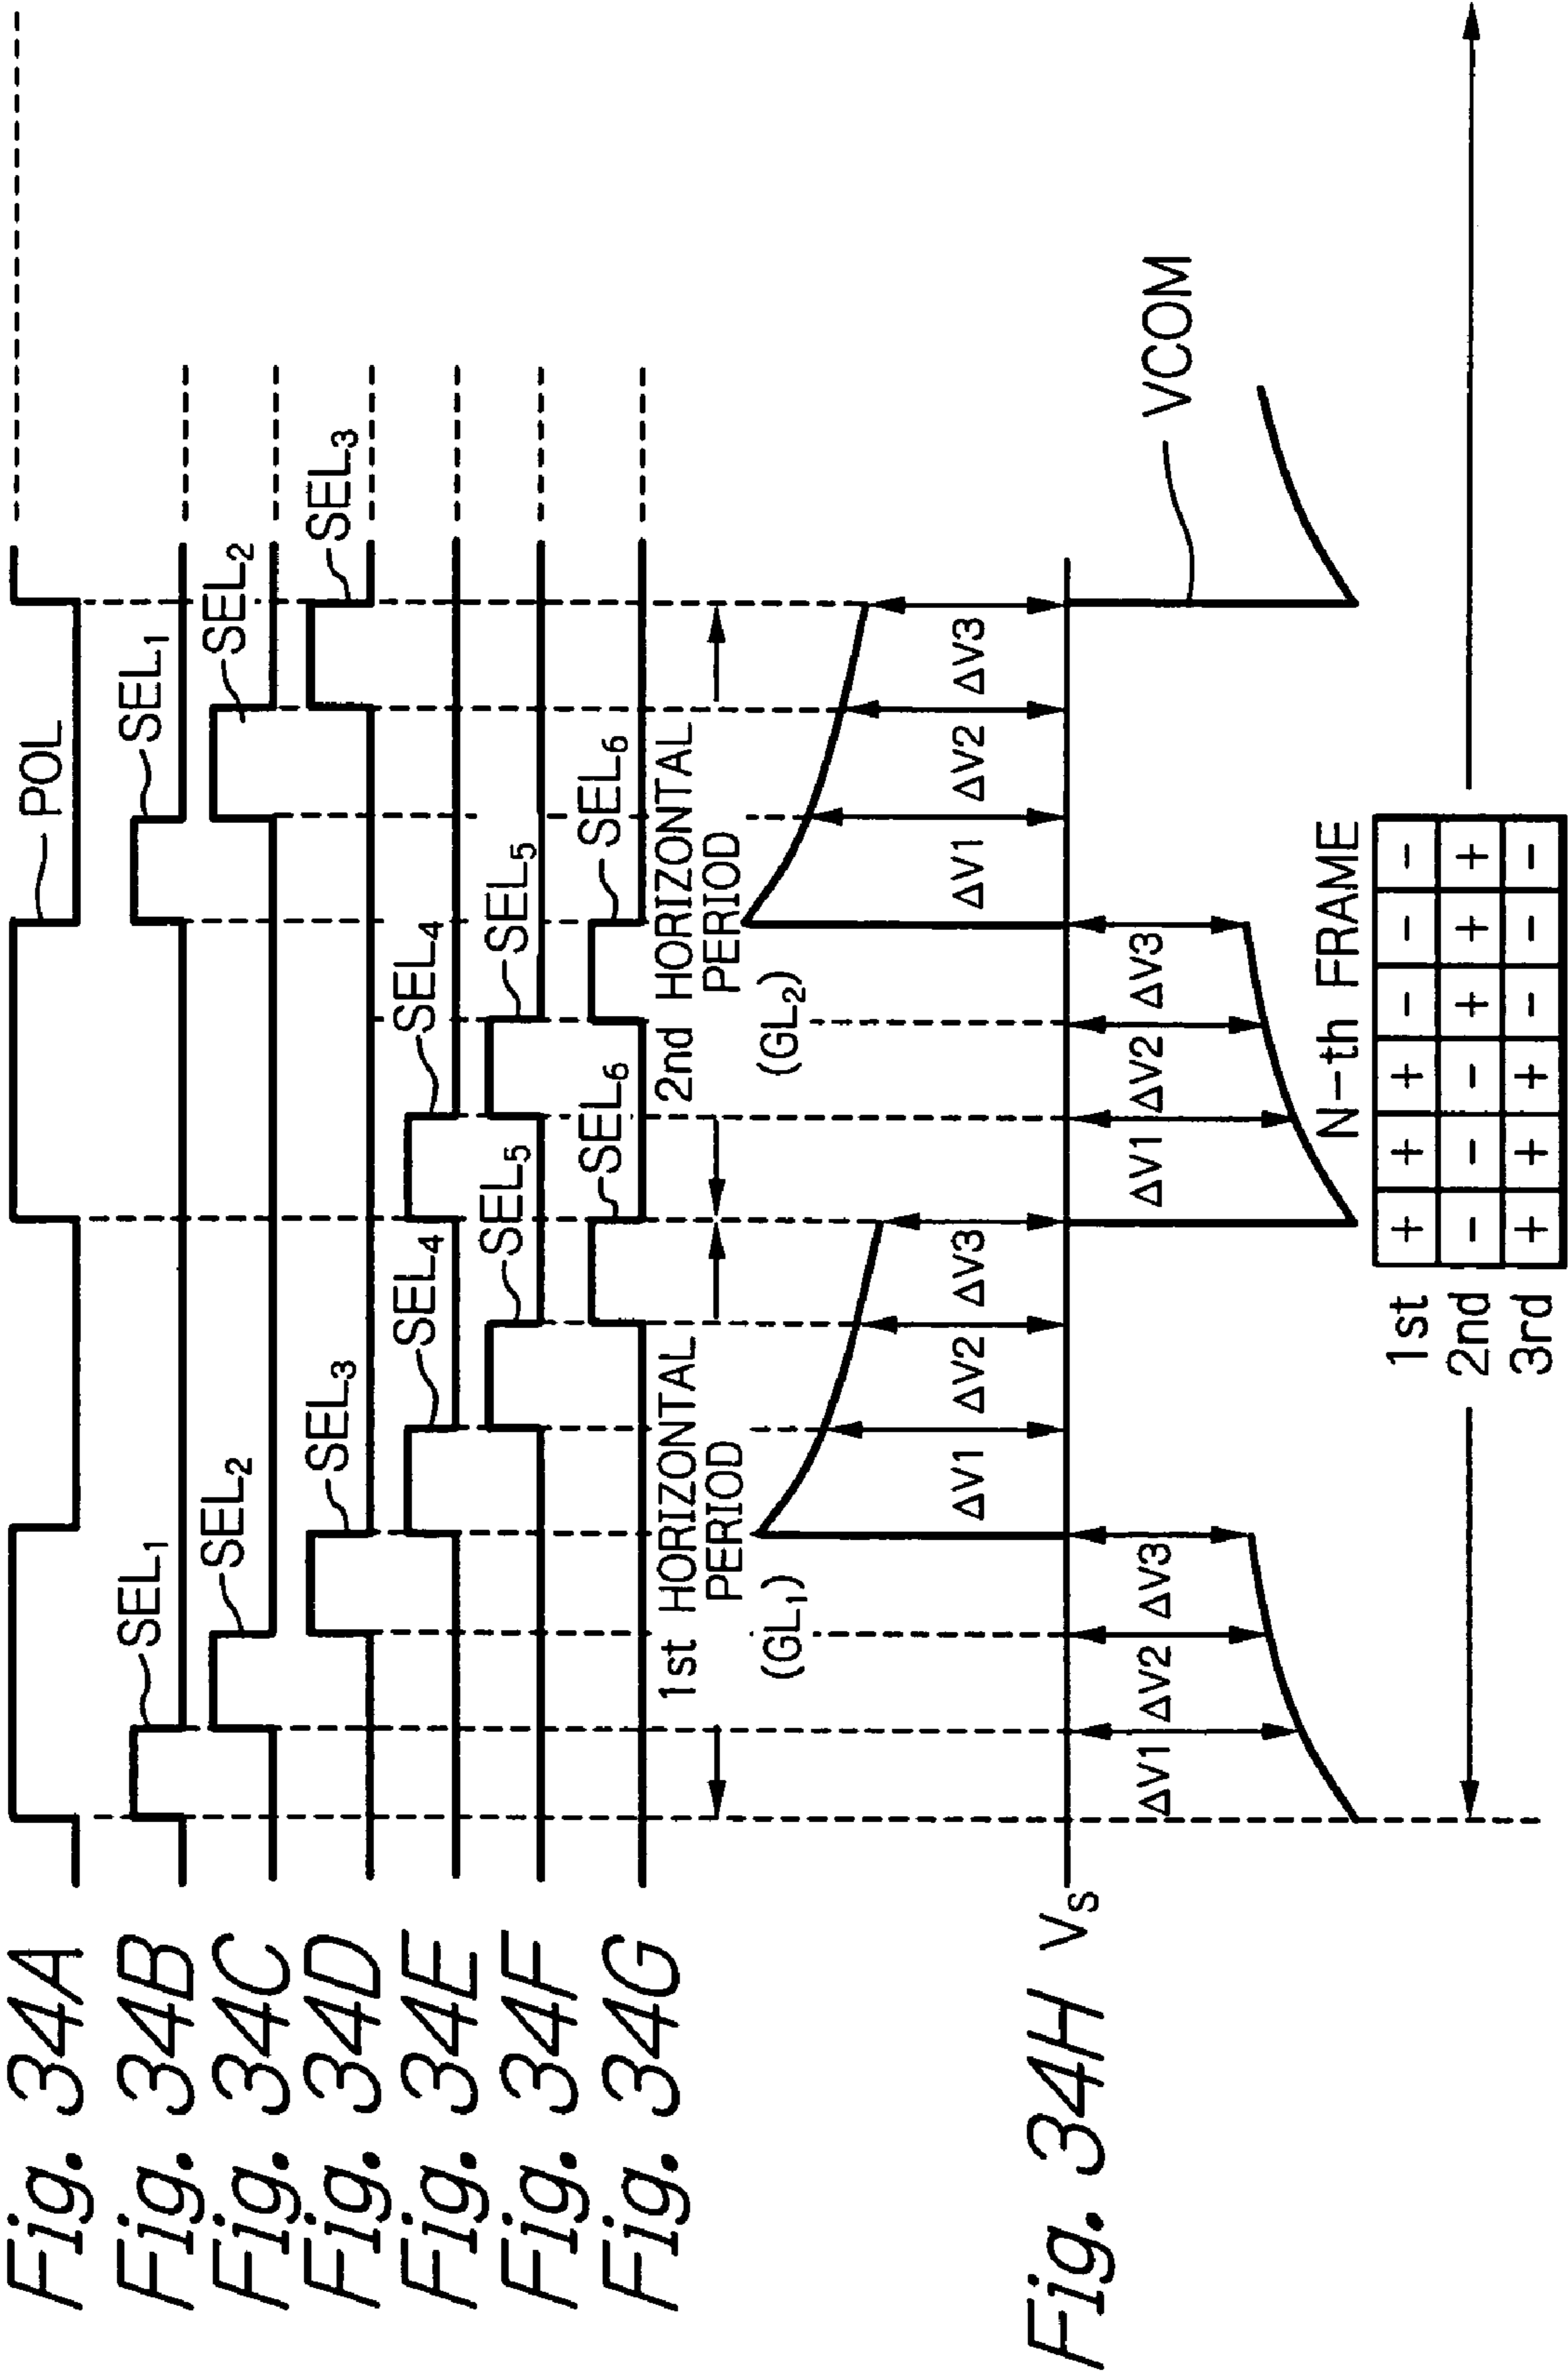 Fig. 34A
POL
Fig. 34B
SEL1
SEL1
Fig. 34C
SEL2
SEL2
Fig. 34D
SEL3
SEL3
Fig. 34E
SEL4
SEL4
Fig. 34F
SEL5
SEL5
Fig. 34G
SEL6
SEL6
1st HORIZONTAL
PERIOD
(GL1)
2nd HORIZONTAL
PERIOD
(GL2)
ΔV1
ΔV2
ΔV3
ΔV1
ΔV2
ΔV3
Fig. 34H
VS
ΔV1
ΔV2
ΔV3
ΔV1
ΔV2
ΔV3
VCOM
N-th FRAME
1st + + + - - -
2nd - - - + + +
3rd + + + - - -